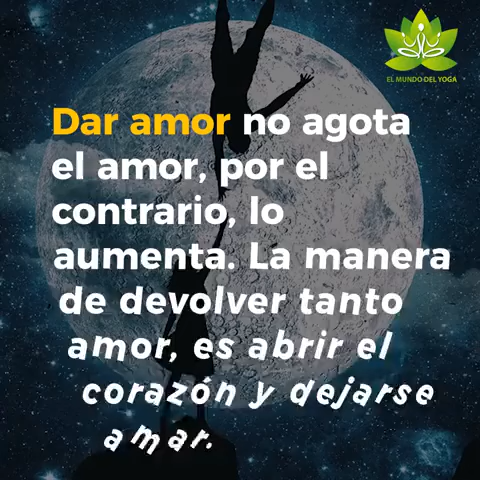 EL MUNDO DEL YOGA
Dar amor no agota
el amor, por el
contrario, lo
aumenta. La manera
de devolver tanto
amor, es abrir el
corazón y dejarse
amar.